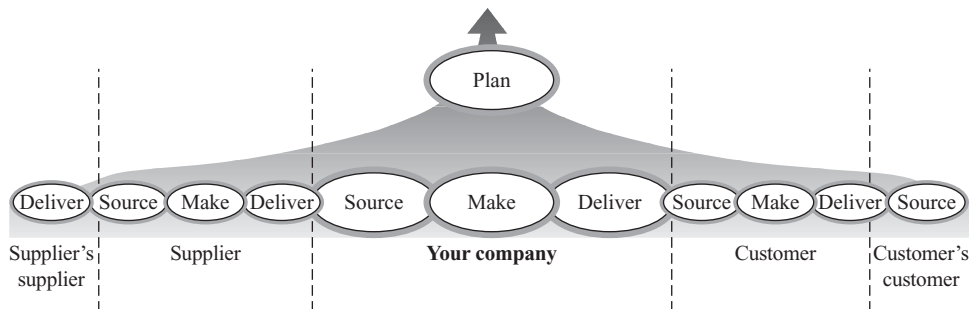 Plan
Deliver Source Make Deliver Source Make Deliver Source Make Deliver Source
Supplier’s Supplier Your company Customer Customer’s
supplier customer